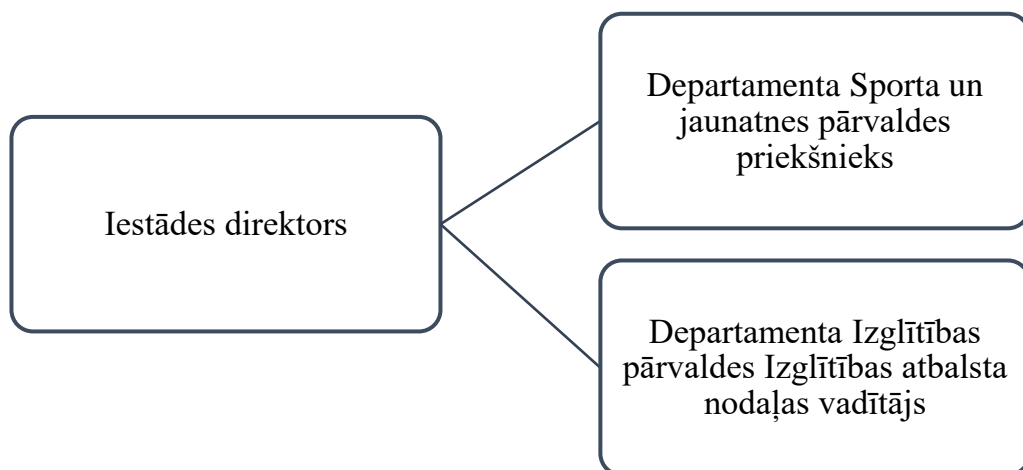 Iestādes direktors
Departamenta Sporta un
jaunatnes pārvaldes
priekšnieks
Departamenta Izglītības
pārvaldes Izglītības atbalsta
nodaļas vadītājs